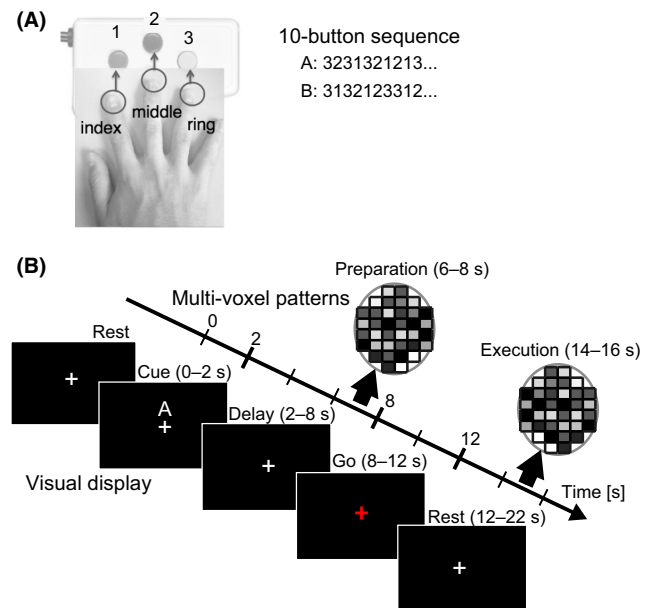 (A)
1
2
3
index
middle
ring
10-button sequence
A: 3231321213...
B: 3132123312...
(B)
Preparation (6–8 s)
Multi-voxel patterns
0
2
8
12
Execution (14–16 s)
Time [s]
Rest
Cue (0–2 s)
A
Delay (2–8 s)
Go (8–12 s)
Rest (12–22 s)
Visual display